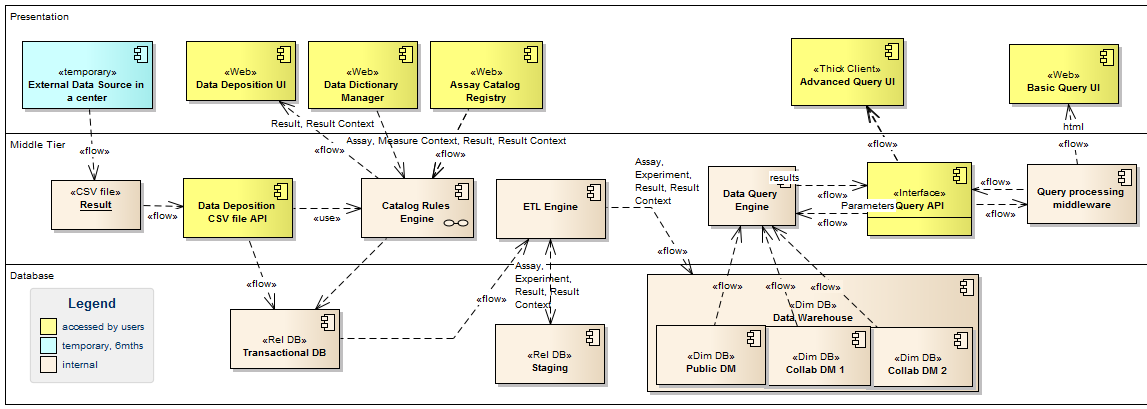 Presentation
«temporary»
External Data Source in
a center
«Web»
Data Deposition UI
«Web»
Data Dictionary
Manager
«Web»
Assay Catalog
Registry
«Thick Client»
Advanced Query UI
«Web»
Basic Query UI
Result, Result Context
html
Middle Tier
«flow»
Assay, Measure Context, Result, Result Context
«flow»
«flow»
«flow»
«flow»
«CSV file»
Result
«flow»
Data Deposition
CSV file API
«use»
Catalog Rules
Engine
ETL Engine
Assay,
Experiment,
Result, Result
Context
Data Query
Engine
results
«flow»
Parameters
«flow»
«Interface»
Query API
«flow»
«flow»
Query processing
middleware
«flow»
«flow»
Database
Legend
accessed by users
temporary, 6mths
internal
«flow»
«Rel DB»
Transactional DB
«flow»
Assay,
Experiment,
Result, Result
Context
«flow»
«Rel DB»
Staging
«flow»
«flow»
«flow»
«Dim DB»
Data Warehouse
«Dim DB»
Public DM
«Dim DB»
Collab DM 1
«Dim DB»
Collab DM 2